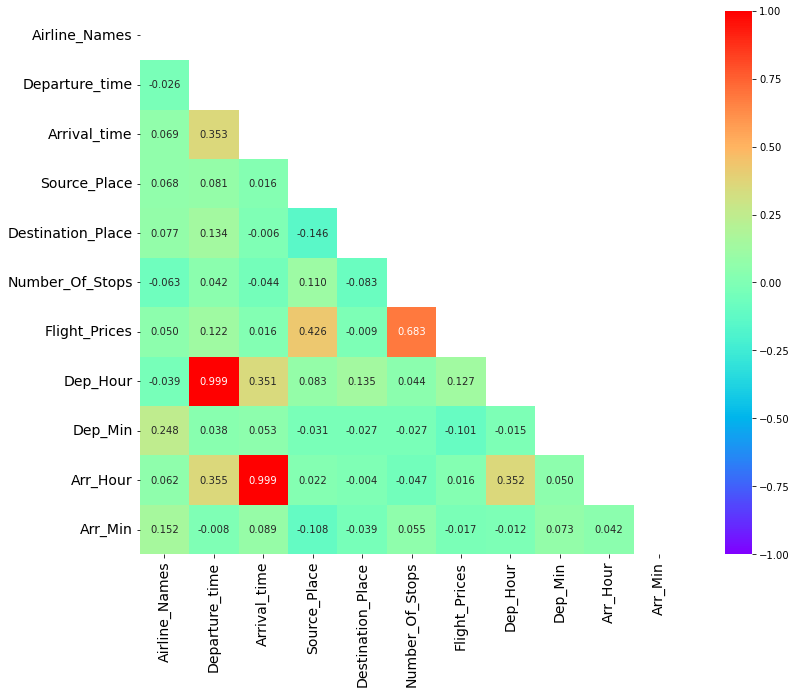 Airline_Names
Departure_time -0.026
Arrival_time 0.069 0.353
Source_Place 0.068 0.081 0.016
Destination_Place 0.077 0.134 -0.006 -0.146
Number_Of_Stops -0.063 0.042 -0.044 0.110 -0.083
Flight_Prices 0.050 0.122 0.016 0.426 -0.009 0.683
Dep_Hour -0.039 0.999 0.351 0.083 0.135 0.044 0.127
Dep_Min 0.248 0.038 0.053 -0.031 -0.027 -0.027 -0.101 -0.015
Arr_Hour 0.062 0.355 0.999 0.022 -0.004 -0.047 0.016 0.352 0.050
Arr_Min 0.152 -0.008 0.089 -0.108 -0.039 0.055 -0.017 -0.012 0.073 0.042
Airline_Names
Departure_time
Arrival_time
Source_Place
Destination_Place
Number_Of_Stops
Flight_Prices
Dep_Hour
Dep_Min
Arr_Hour
Arr_Min
1.00
0.75
0.50
0.25
0.00
−0.25
−0.50
−0.75
−1.00